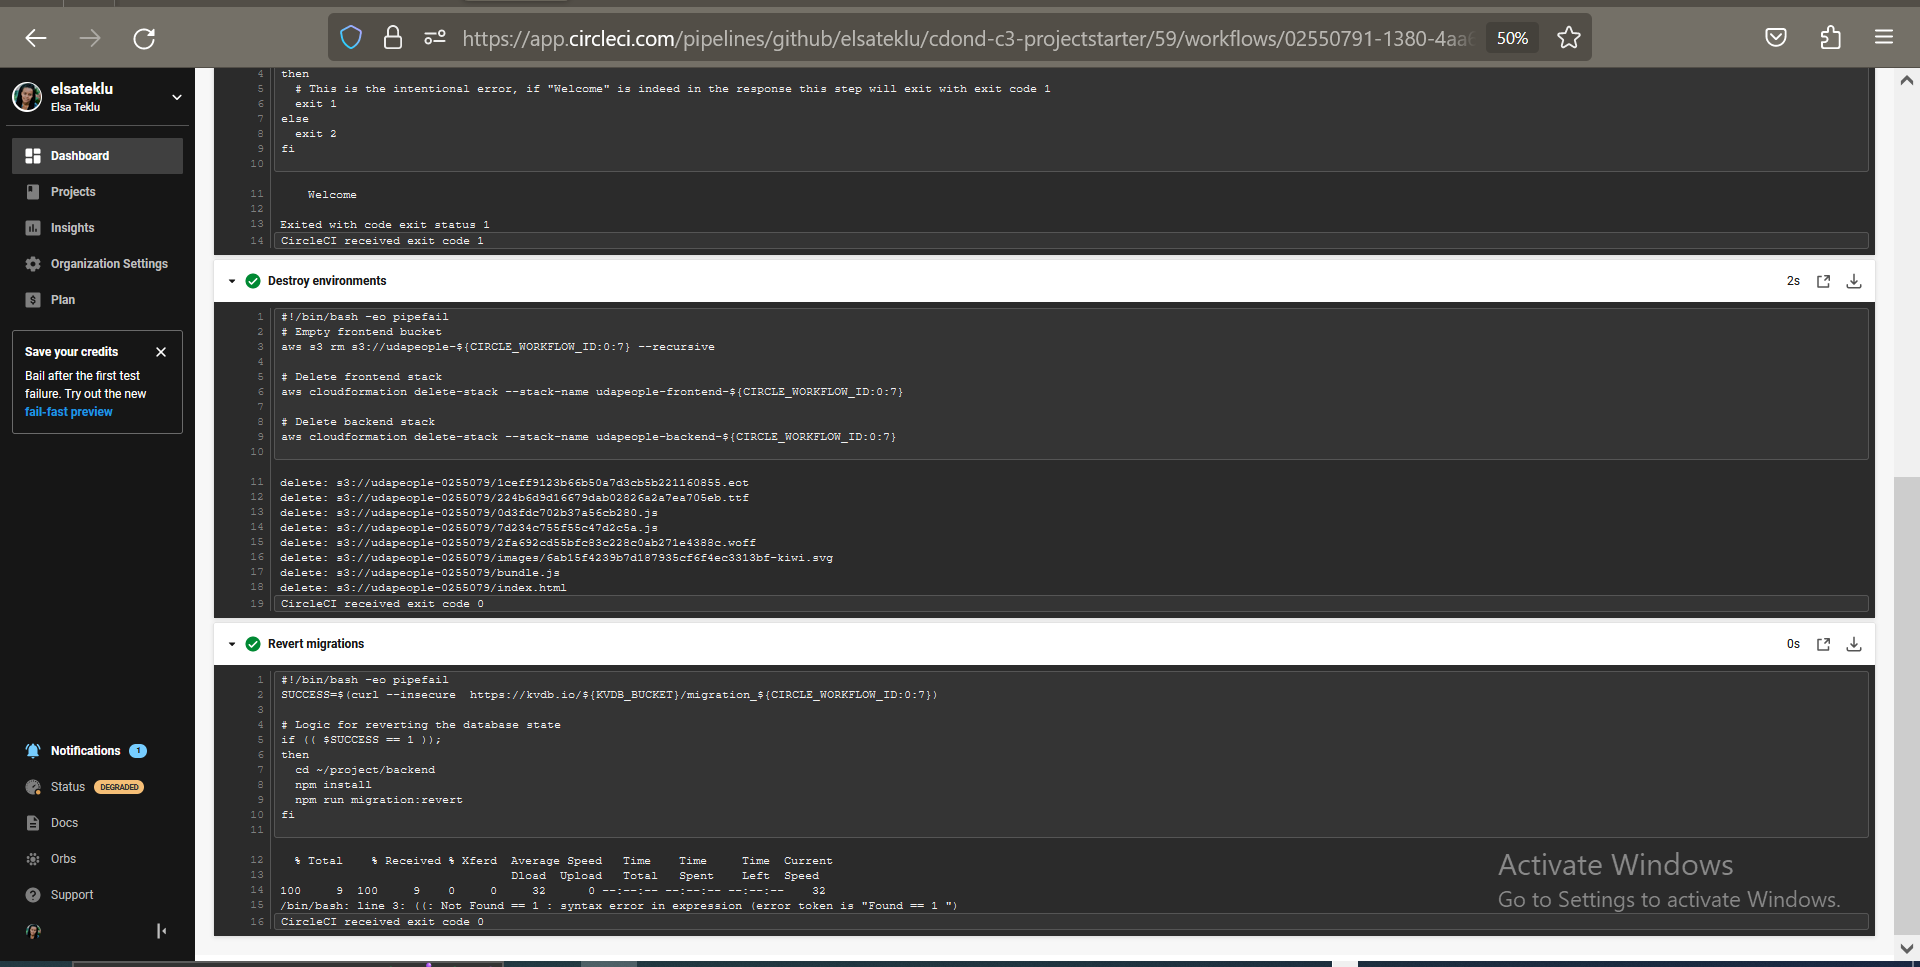 https://app.circleci.com/pipelines/github/elsateklu/cdond-c3-projectstarter/59/workflows/02550791-1380-4aa6
50%
elsateklu
Elsa Teklu
Dashboard
Projects
Insights
Organization Settings
Plan
Save your credits
Bail after the first test
failure. Try out the new
fail-fast preview
Notifications 1
Status DEGRADED
Docs
Orbs
Support
4 then
5 # This is the intentional error, if "Welcome" is indeed in the response this step will exit with exit code 1
6 exit 1
7 else
8 exit 2
9 fi
10
11 Welcome
12
13 Exited with code exit status 1
14 CircleCI received exit code 1
Destroy environments 2s
1 #!/bin/bash -eo pipefail
2 # Empty frontend bucket
3 aws s3 rm s3://udapeople-${CIRCLE_WORKFLOW_ID:0:7} --recursive
4
5 # Delete frontend stack
6 aws cloudformation delete-stack --stack-name udapeople-frontend-${CIRCLE_WORKFLOW_ID:0:7}
7
8 # Delete backend stack
9 aws cloudformation delete-stack --stack-name udapeople-backend-${CIRCLE_WORKFLOW_ID:0:7}
10
11 delete: s3://udapeople-0255079/1ceff9123b66b50a7d3cb5b221160855.eot
12 delete: s3://udapeople-0255079/224b6d9d16679dab02826a2a7ea705eb.ttf
13 delete: s3://udapeople-0255079/0d3fdc702b37a56cb280.js
14 delete: s3://udapeople-0255079/7d234c755f55c47d2c5a.js
15 delete: s3://udapeople-0255079/2fa692cd55bfc83c228c0ab271e4388c.woff
16 delete: s3://udapeople-0255079/images/6ab15f4239b7d187935cf6f4ec3313bf-kiwi.svg
17 delete: s3://udapeople-0255079/bundle.js
18 delete: s3://udapeople-0255079/index.html
19 CircleCI received exit code 0
Revert migrations 0s
1 #!/bin/bash -eo pipefail
2 SUCCESS=$(curl --insecure  https://kvdb.io/${KVDB_BUCKET}/migration_${CIRCLE_WORKFLOW_ID:0:7})
3
4 # Logic for reverting the database state
5 if (( $SUCCESS == 1 ));
6 then
7 cd ~/project/backend
8 npm install
9 npm run migration:revert
10 fi
11
12 % Total % Received % Xferd Average Speed Time Time Time Current
13 Dload Upload Total Spent Left Speed
14 100 9 100 9 0 0 32 0 --:--:-- --:--:-- --:--:-- 32
15 /bin/bash: line 3: ((: Not Found == 1 : syntax error in expression (error token is "Found == 1 ")
16 CircleCI received exit code 0
Activate Windows
Go to Settings to activate Windows.